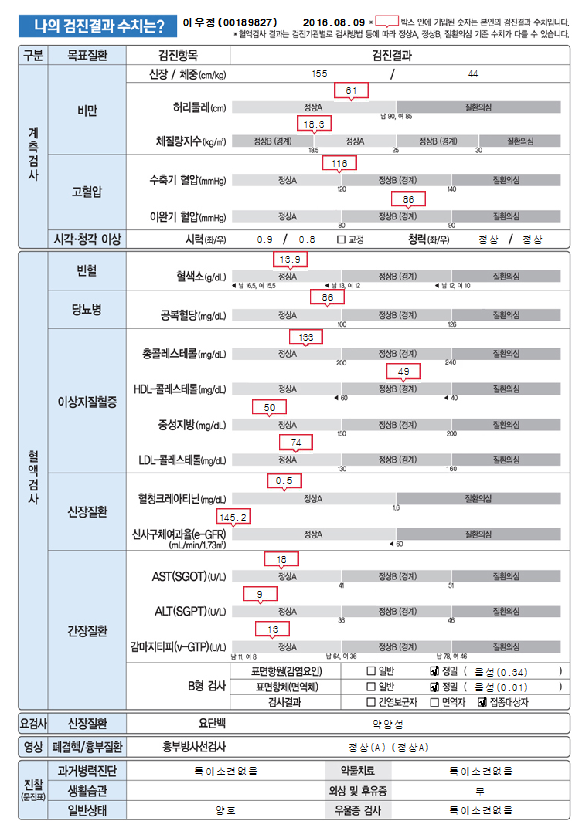 나의 검진결과 수치는? 이우정 (00189827) 2016.08.09 * 박스 안에 기입된 숫자는 본인의 검진결과 수치입니다.
*혈액검사 결과는 검진기관별로 검사방법 등에 따라 정상A, 정상B, 질환의심 기준 수치가 다를 수 있습니다.
구분 목표질환 검진항목 검진결과
계측검사
비만
신장 / 체중(cm/kg) 155 / 44
61
허리둘레(cm) 정상A 질환의심
남 90, 여 85
18.3
체질량지수(kg/㎡) 정상B (경계) 정상A 정상B (경계) 질환의심
18.5 25 30
고혈압
116
수축기 혈압(mmHg) 정상A 정상B (경계) 질환의심
120 140
86
이완기 혈압(mmHg) 정상A 정상B (경계) 질환의심
80 90
시각·청각 이상 시력(좌/우) 0.9 / 0.8 교정 청력(좌/우) 정상 / 정상
혈액검사
빈혈
13.9
혈색소(g/dL) 정상A 정상B (경계) 질환의심
◀ 남 16.5, 여 15.5 ◀ 남 13, 여 12 ◀ 남 12, 여 10
당뇨병
86
공복혈당(mg/dL) 정상A 정상B (경계) 질환의심
100 126
이상지질혈증
133
총콜레스테롤(mg/dL) 정상A 정상B (경계) 질환의심
200 240
49
HDL-콜레스테롤(mg/dL) 정상A 정상B (경계) 질환의심
◀ 60 ◀ 40
50
중성지방(mg/dL) 정상A 정상B (경계) 질환의심
150 200
74
LDL-콜레스테롤(mg/dL) 정상A 정상B (경계) 질환의심
130 160
신장질환
0.5
혈청크레아티닌(mg/dL) 정상A 질환의심
1.5
145.2
신사구체여과율(e-GFR) 정상A 질환의심
(mL/min/1.73㎡) ◀ 60
간장질환
18
AST(SGOT)(U/L) 정상A 정상B (경계) 질환의심
41 51
9
ALT(SGPT)(U/L) 정상A 정상B (경계) 질환의심
36 46
13
감마지티피(γ-GTP)(U/L) 정상A 정상B (경계) 질환의심
남 11, 여 8 남 64, 여 36 남 78, 여 46
B형 검사
표면항원(감염요인) 일반 정밀 ( 음성(0.34) )
표면항체(면역체) 일반 정밀 ( 음성(0.01) )
검사결과 간염보균자 면역자 접종대상자
요검사 신장질환 요단백 약양성
영상 폐결핵/흉부질환 흉부방사선검사 정상(A) (정상A)
진찰
(문진표)
과거병력진단 특이소견없음 약물치료 특이소견없음
생활습관 외상 및 후유증 무
일반상태 양호 우울증 검사 특이소견없음